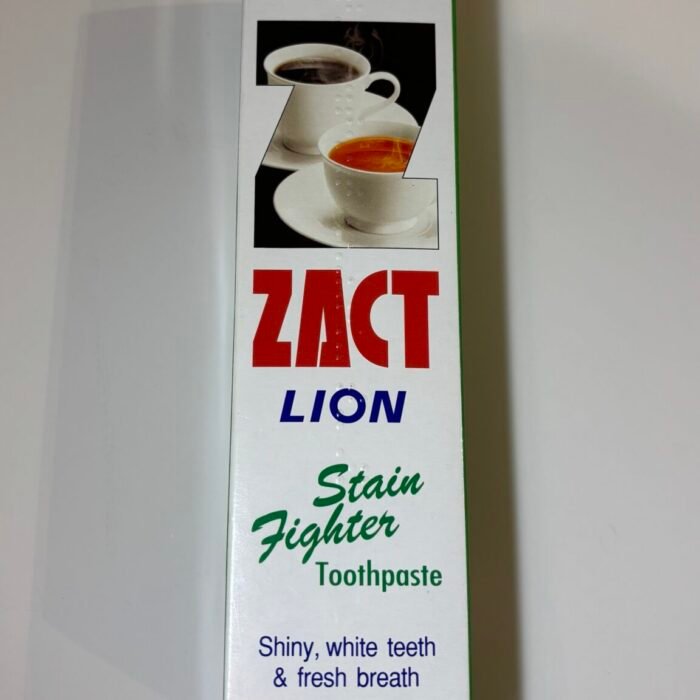 ZACT
LION
Stain
Fighter
Toothpaste
Shiny, white teeth
& fresh breath